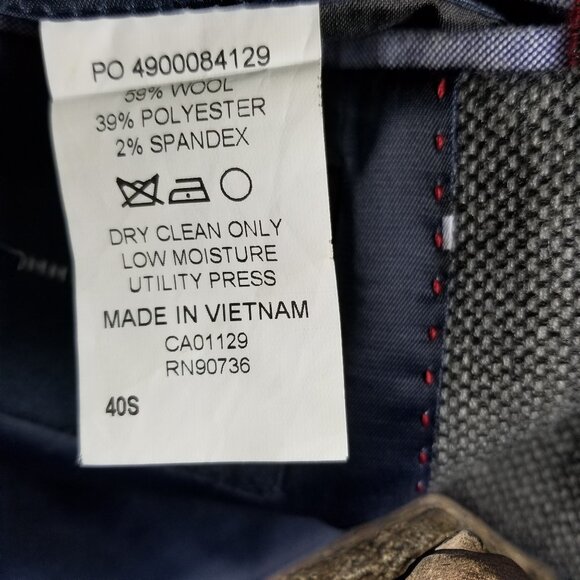 PO 4900084129
59% WOOL
39% POLYESTER
2% SPANDEX
DRY CLEAN ONLY
LOW MOISTURE
UTILITY PRESS
MADE IN VIETNAM
CA01129
RN90736
40S